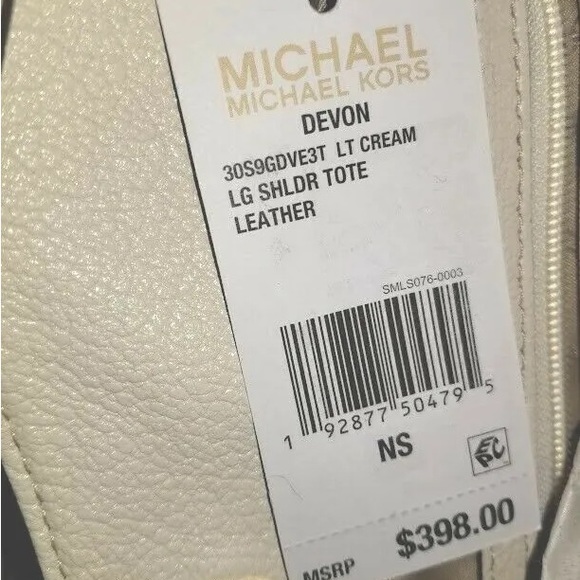 MICHAEL
MICHAEL KORS
DEVON
30S9GDVE3T LT CREAM
LG SHLDR TOTE
LEATHER
SMLS076-0003
1 92877 50479 5
NS
EPC
MSRP $398.00